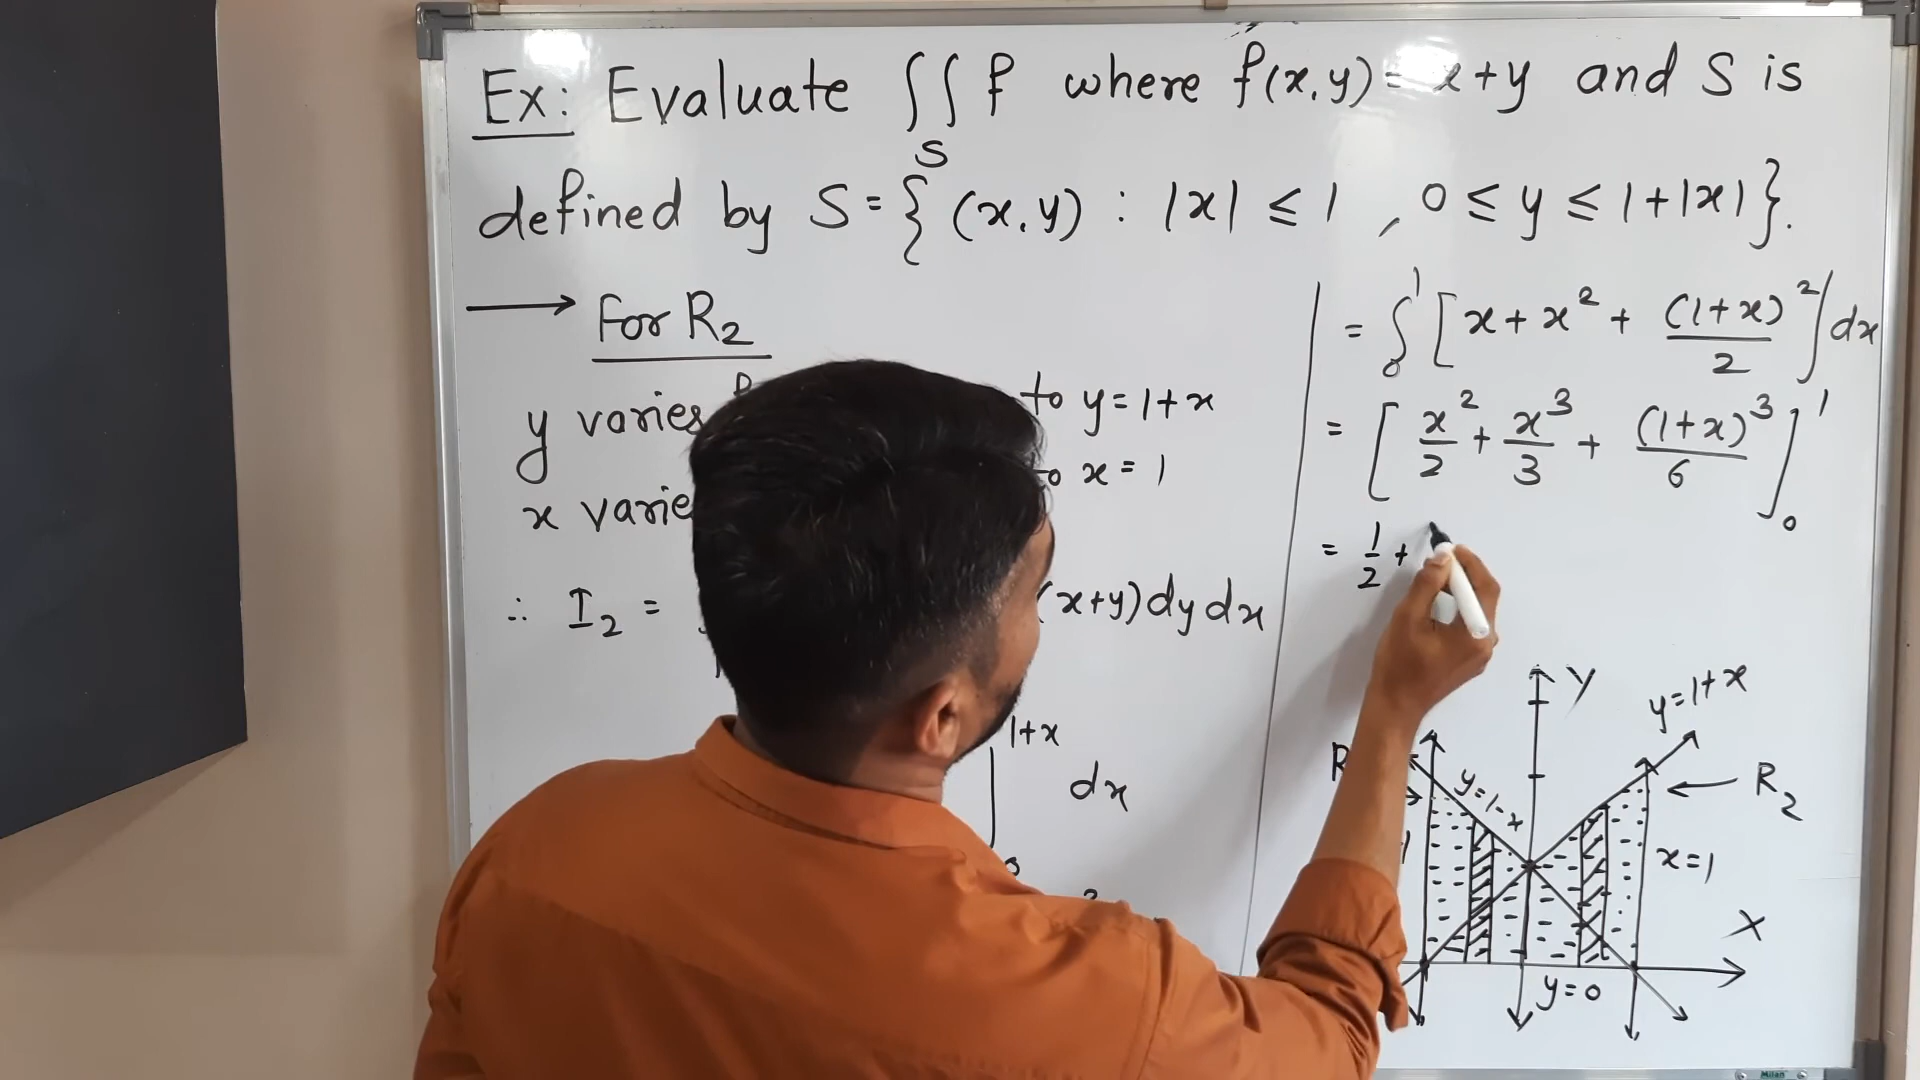 Ex: Evaluate ∫∫ f where f(x,y) = x+y and S is
S
defined by S = { (x,y) : |x| ≤ 1 , 0 ≤ y ≤ 1+|x| }.
For R2
y varies to y = 1+x
x to x = 1
∴ I2 = (x+y) dy dx
1+x
dx
= ∫₀¹ [ x + x² + (1+x)²/2 ] dx
= [ x²/2 + x³/3 + (1+x)³/6 ]₀¹
= 1/2 +
Y
y=1+x
R2
y=1-x
x=1
X
y=0
Milan